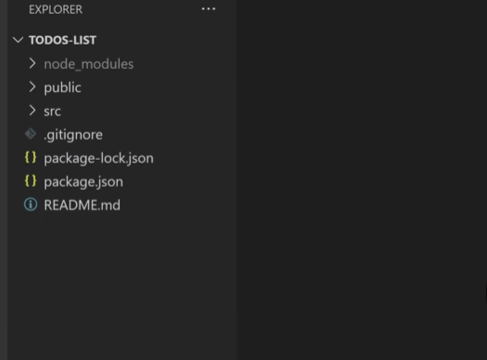 EXPLORER
TODOS-LIST
node_modules
public
src
.gitignore
package-lock.json
package.json
README.md